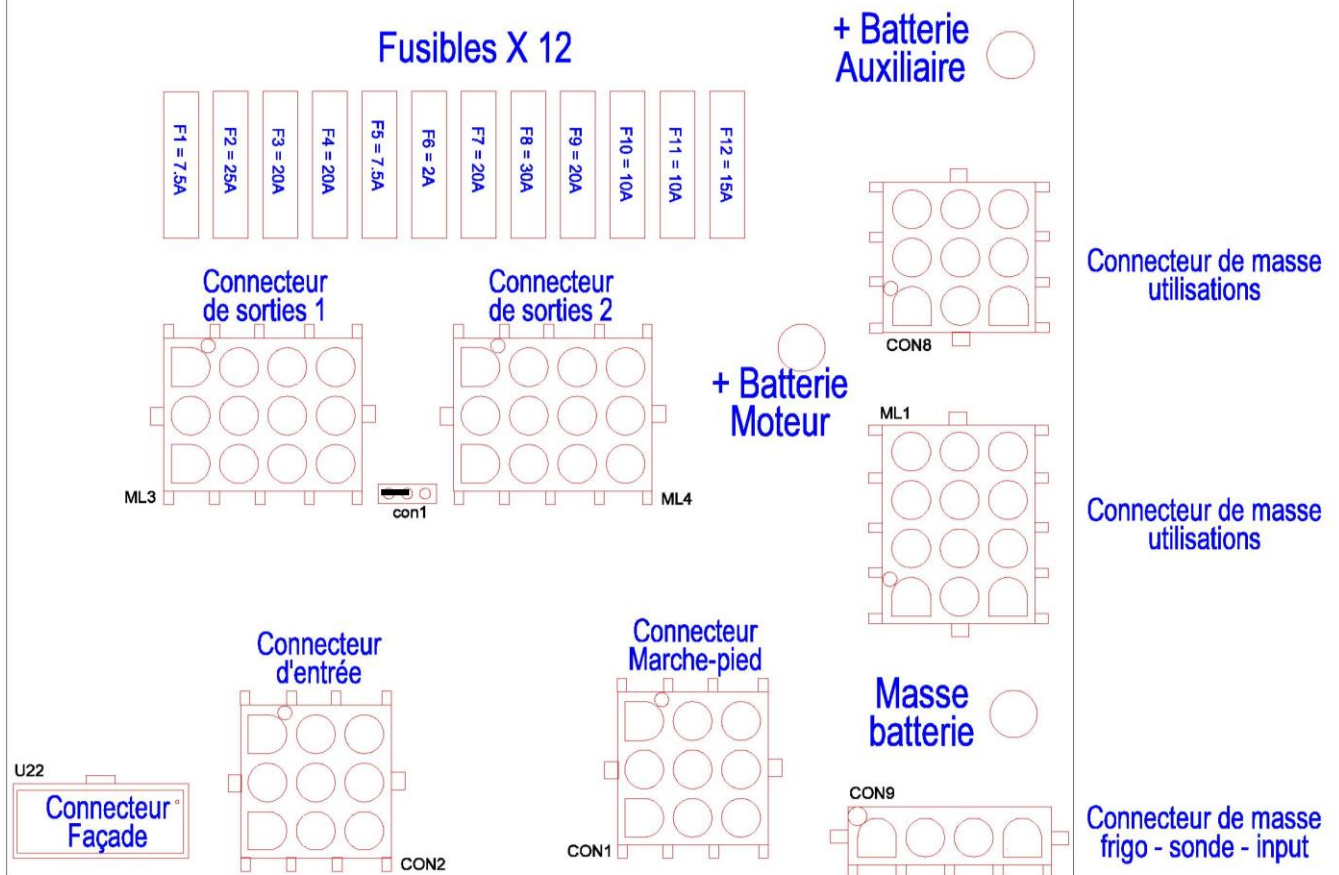 Fusibles X 12
+ Batterie
Auxiliaire
F1 = 7.5A
F2 = 25A
F3 = 20A
F4 = 20A
F5 = 7.5A
F6 = 2A
F7 = 20A
F8 = 30A
F9 = 20A
F10 = 10A
F11 = 10A
F12 = 15A
Connecteur
de sorties 1
Connecteur
de sorties 2
Connecteur de masse
utilisations
CON8
+ Batterie
Moteur
ML1
ML3
con1
ML4
Connecteur de masse
utilisations
Connecteur
d'entrée
Connecteur
Marche-pied
Masse
batterie
U22
Connecteur
Façade
CON2
CON1
CON9
Connecteur de masse
frigo - sonde - input